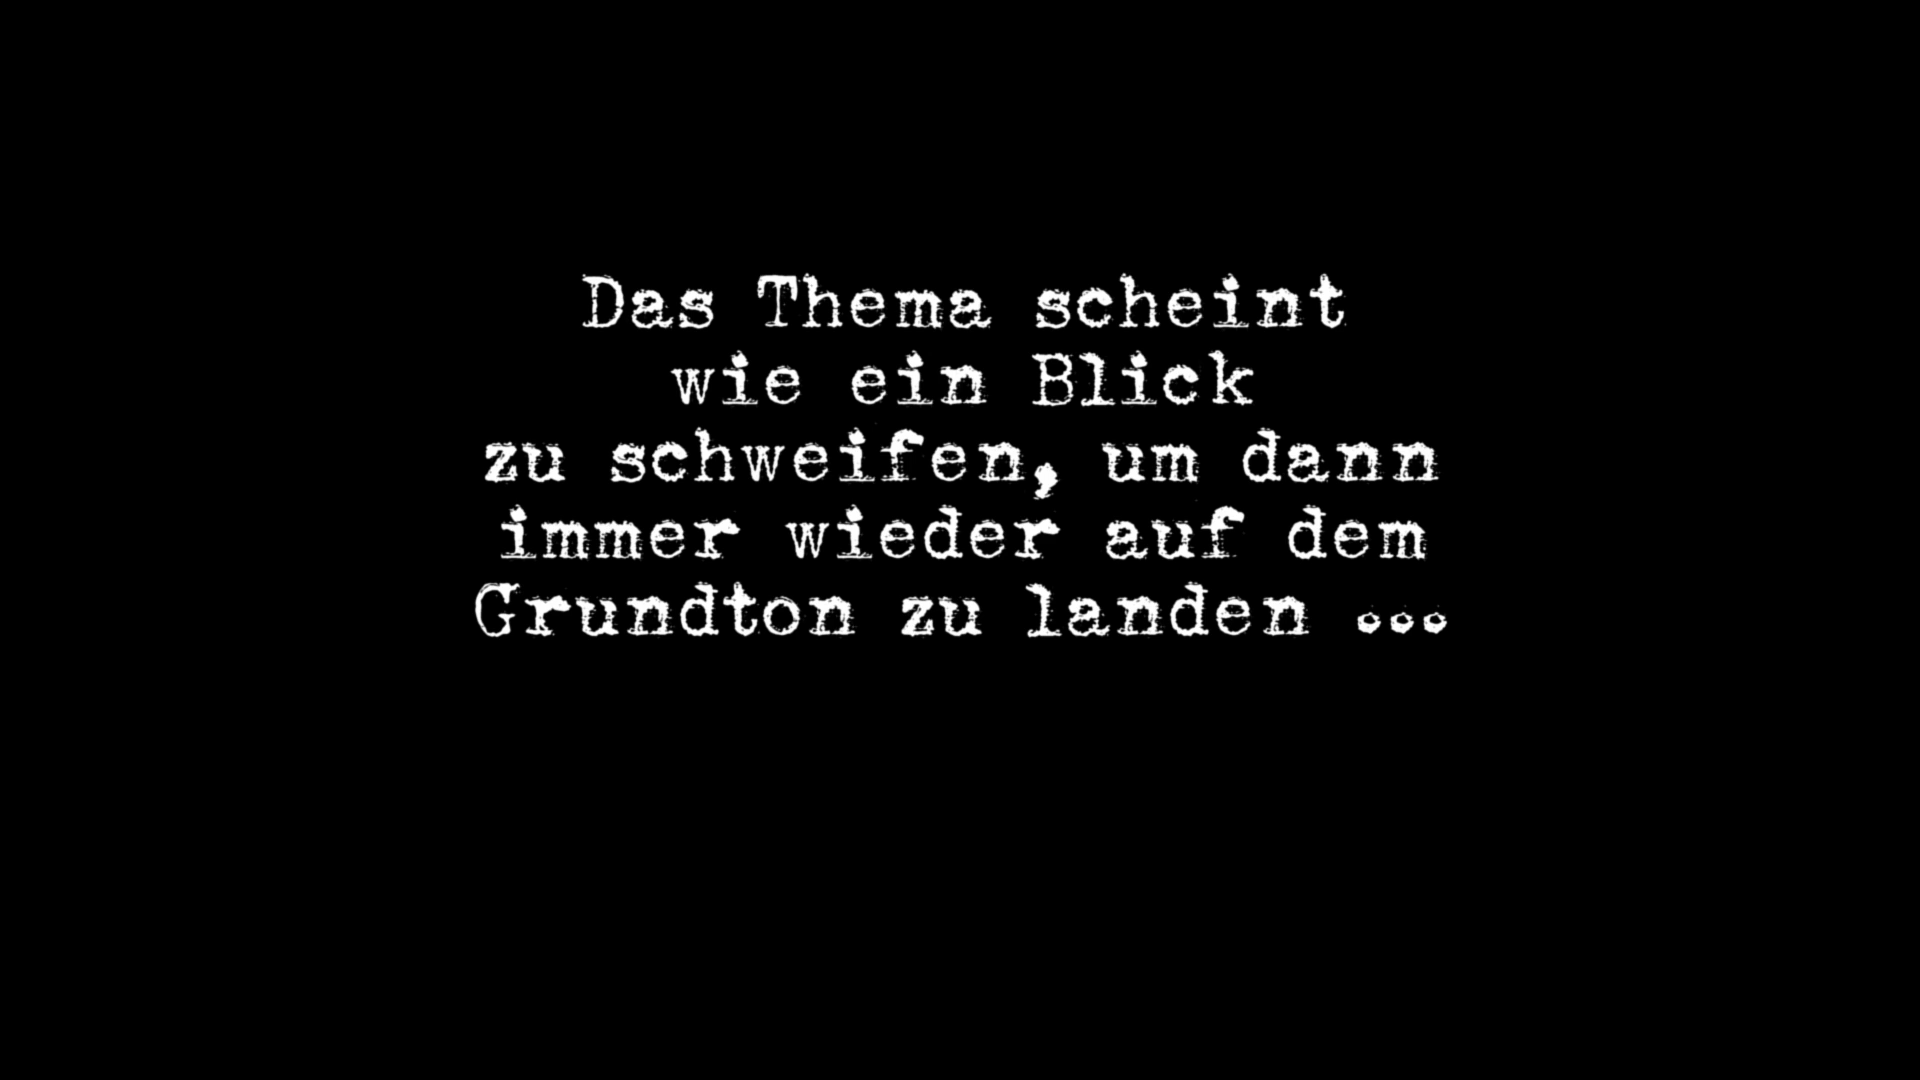 Das Thema scheint
wie ein Blick
zu schweifen, um dann
immer wieder auf dem
Grundton zu landen ...